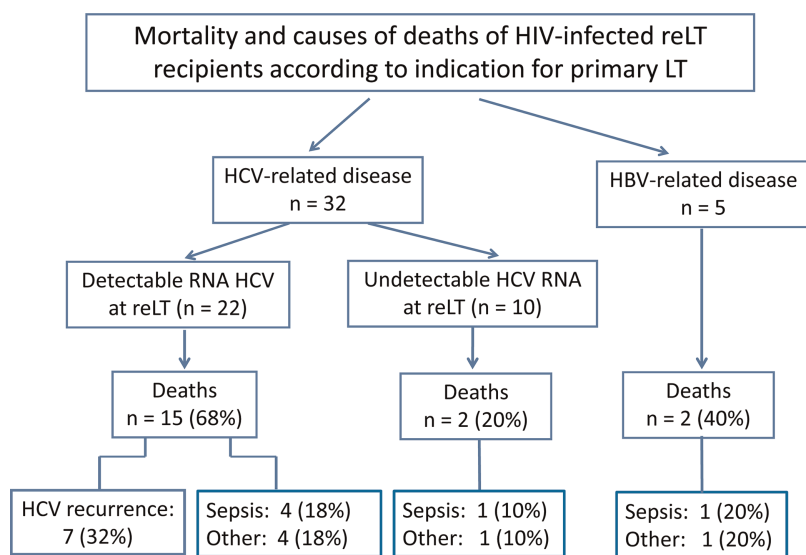 Mortality and causes of deaths of HIV-infected reLT
recipients according to indication for primary LT
HCV-related disease
n = 32
HBV-related disease
n = 5
Detectable RNA HCV
at reLT (n = 22)
Undetectable HCV RNA
at reLT (n = 10)
Deaths
n = 15 (68%)
Deaths
n = 2 (20%)
Deaths
n = 2 (40%)
HCV recurrence:
7 (32%)
Sepsis: 4 (18%)
Other: 4 (18%)
Sepsis: 1 (10%)
Other: 1 (10%)
Sepsis: 1 (20%)
Other: 1 (20%)